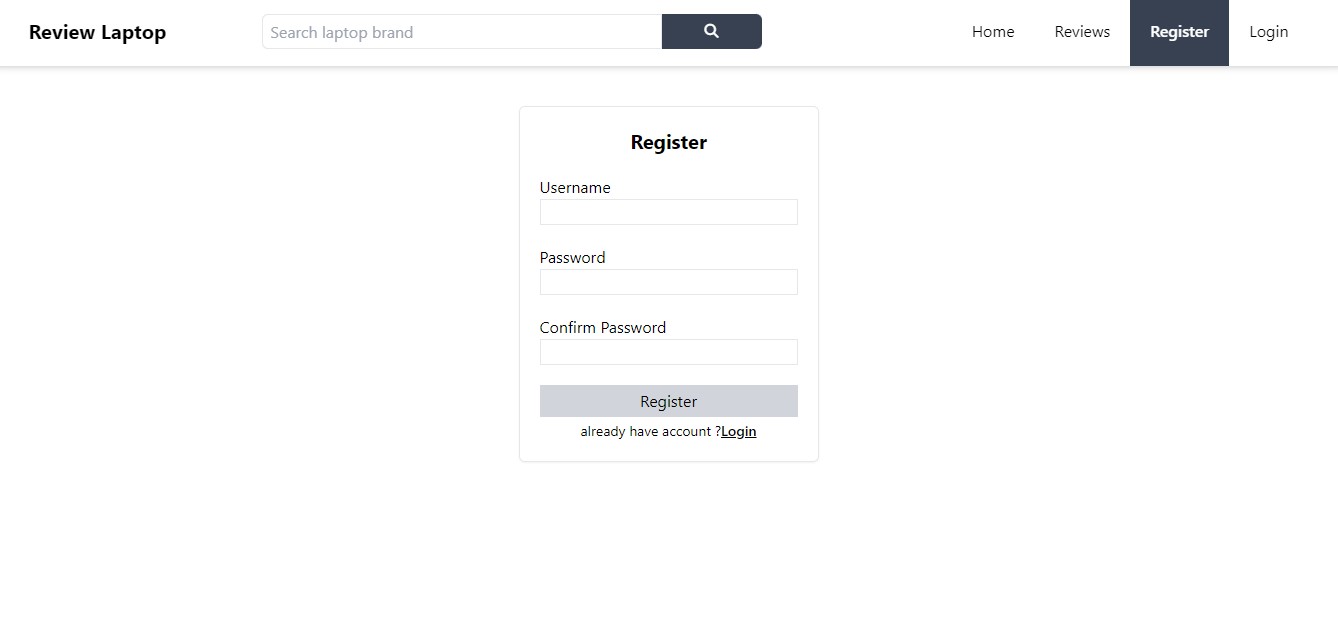 Review Laptop
Search laptop brand
Home Reviews Register Login
Register
Username
Password
Confirm Password
Register
already have account ?Login